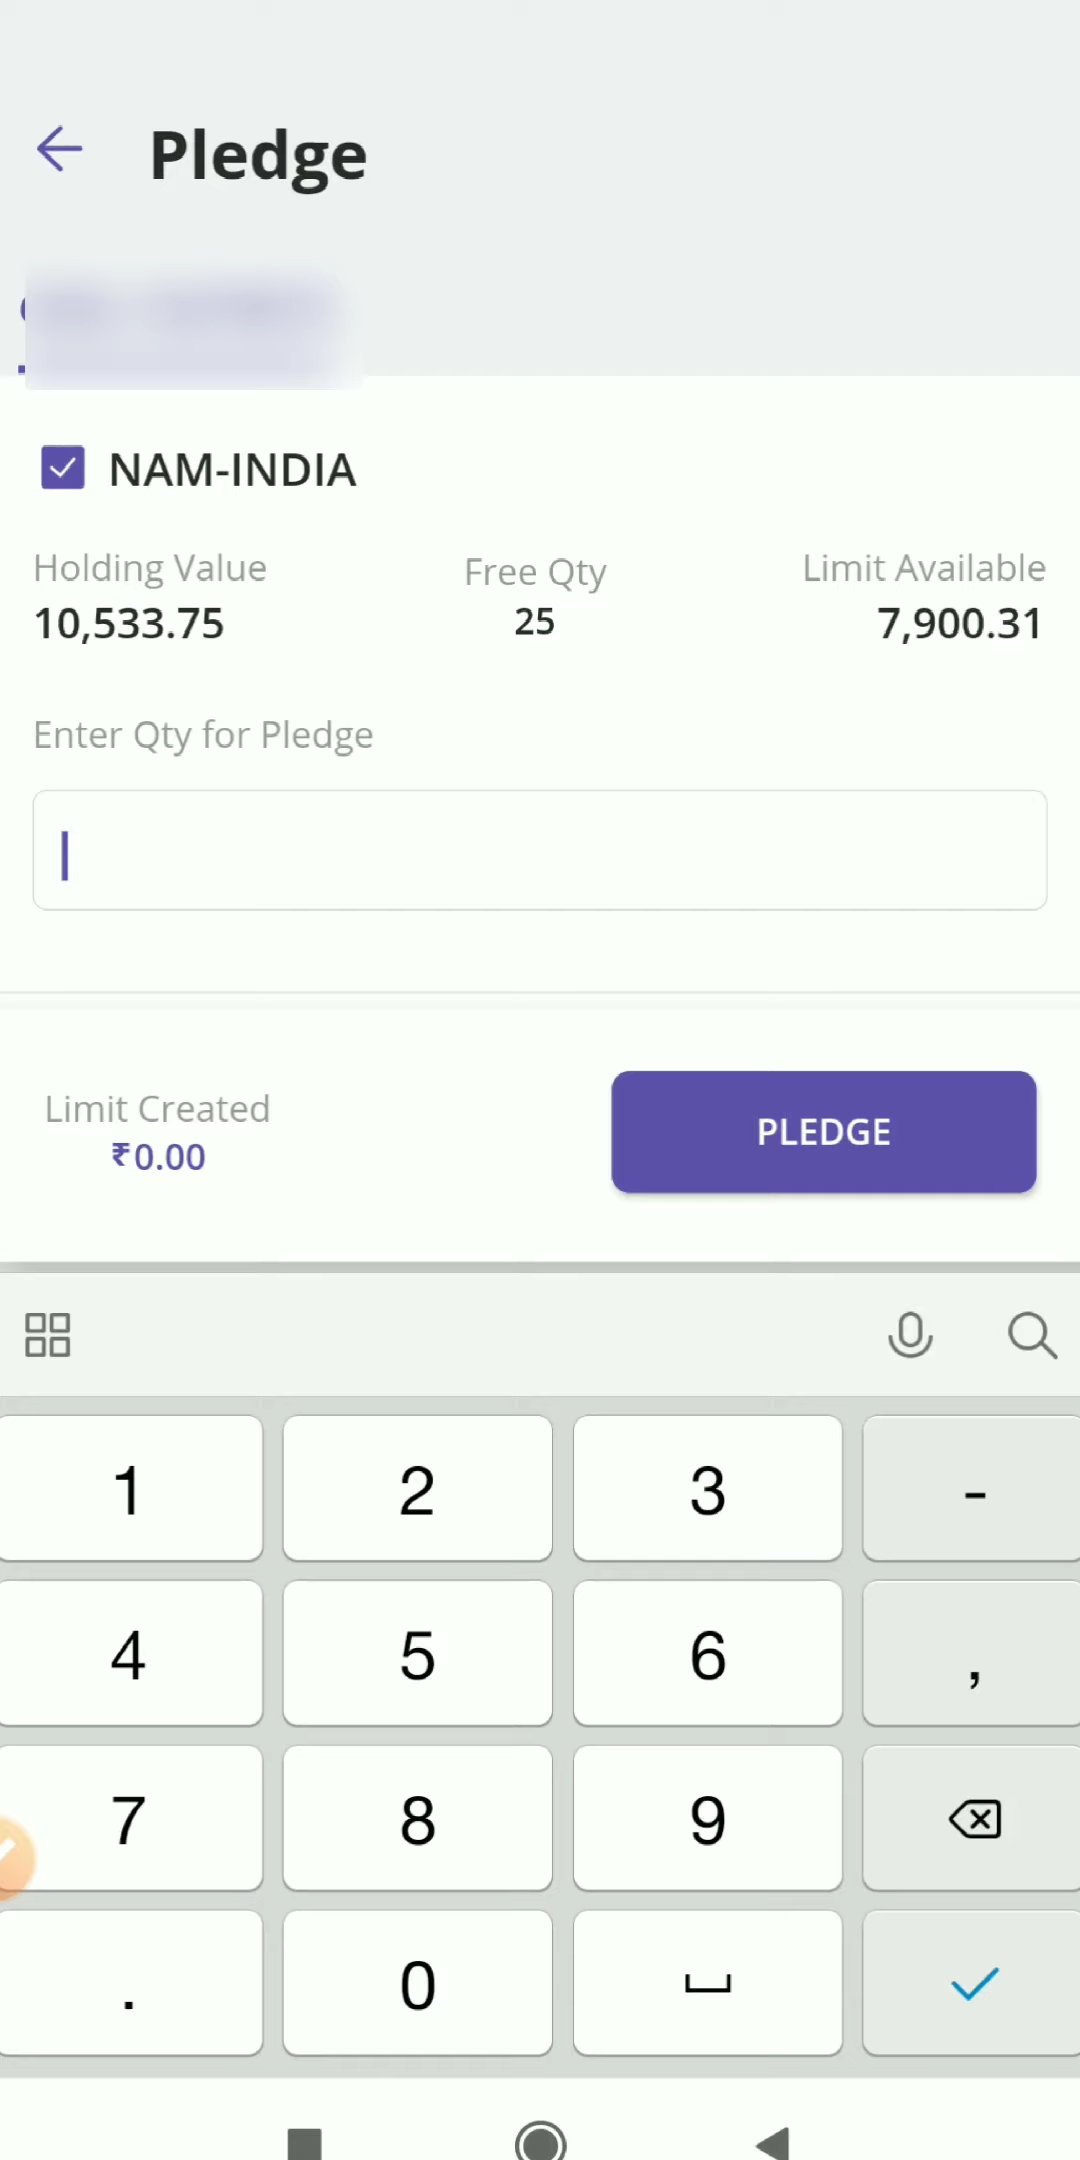 Pledge
NAM-INDIA
Holding Value Free Qty Limit Available
10,533.75 25 7,900.31
Enter Qty for Pledge
Limit Created
₹0.00
PLEDGE
1 2 3 -
4 5 6 ,
7 8 9
. 0